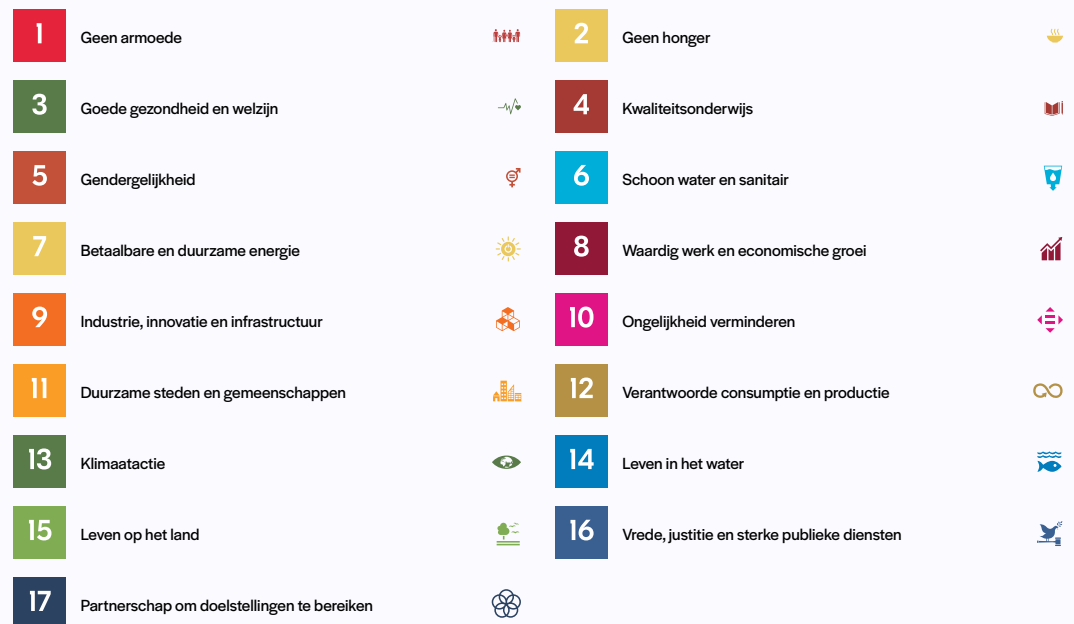 1 Geen armoede
2 Geen honger
3 Goede gezondheid en welzijn
4 Kwaliteitsonderwijs
5 Gendergelijkheid
6 Schoon water en sanitair
7 Betaalbare en duurzame energie
8 Waardig werk en economische groei
9 Industrie, innovatie en infrastructuur
10 Ongelijkheid verminderen
11 Duurzame steden en gemeenschappen
12 Verantwoorde consumptie en productie
13 Klimaatactie
14 Leven in het water
15 Leven op het land
16 Vrede, justitie en sterke publieke diensten
17 Partnerschap om doelstellingen te bereiken